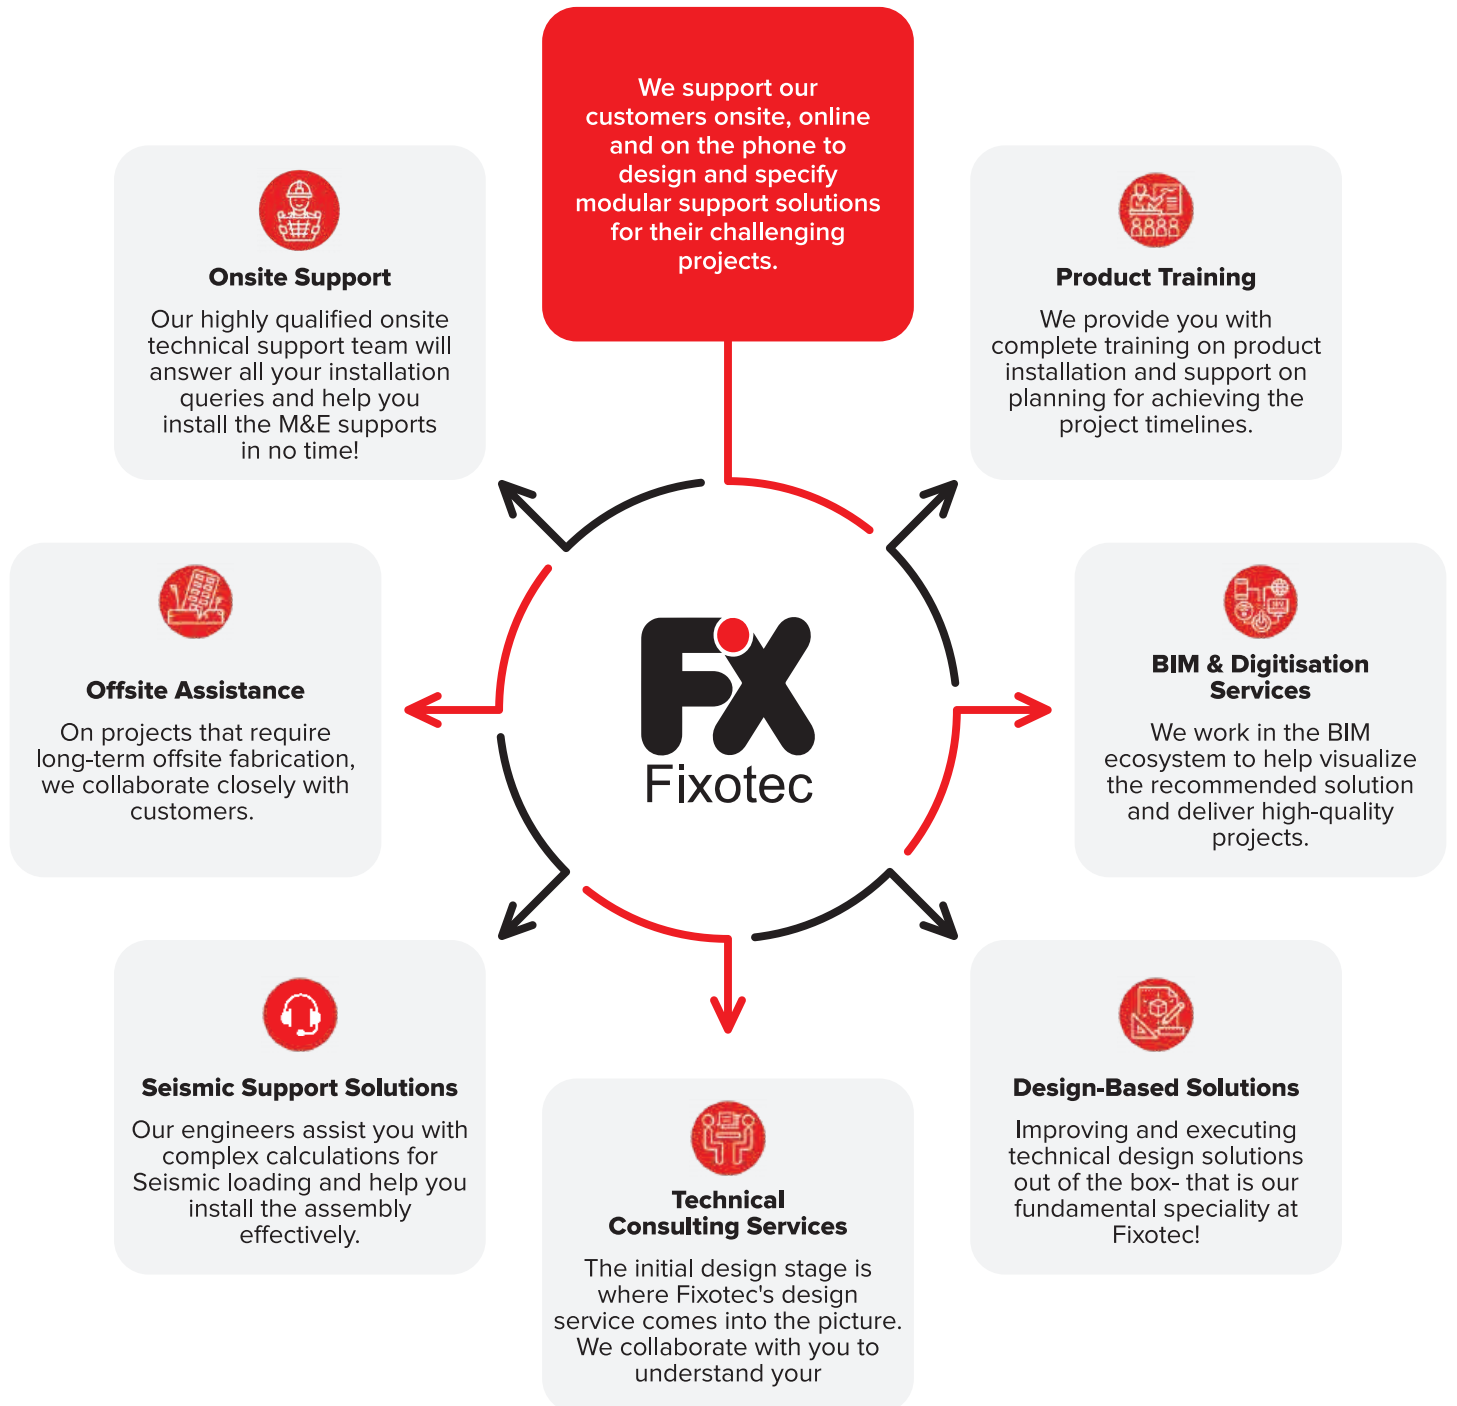 We support our
customers onsite, online
and on the phone to
design and specify
modular support solutions
for their challenging
projects.
Onsite Support
Our highly qualified onsite
technical support team will
answer all your installation
queries and help you
install the M&E supports
in no time!
Product Training
We provide you with
complete training on product
installation and support on
planning for achieving the
project timelines.
Offsite Assistance
On projects that require
long-term offsite fabrication,
we collaborate closely with
customers.
FiX
Fixotec
BIM & Digitisation
Services
We work in the BIM
ecosystem to help visualize
the recommended solution
and deliver high-quality
projects.
Seismic Support Solutions
Our engineers assist you with
complex calculations for
Seismic loading and help you
install the assembly
effectively.
Technical
Consulting Services
The initial design stage is
where Fixotec's design
service comes into the picture.
We collaborate with you to
understand your
Design-Based Solutions
Improving and executing
technical design solutions
out of the box- that is our
fundamental speciality at
Fixotec!